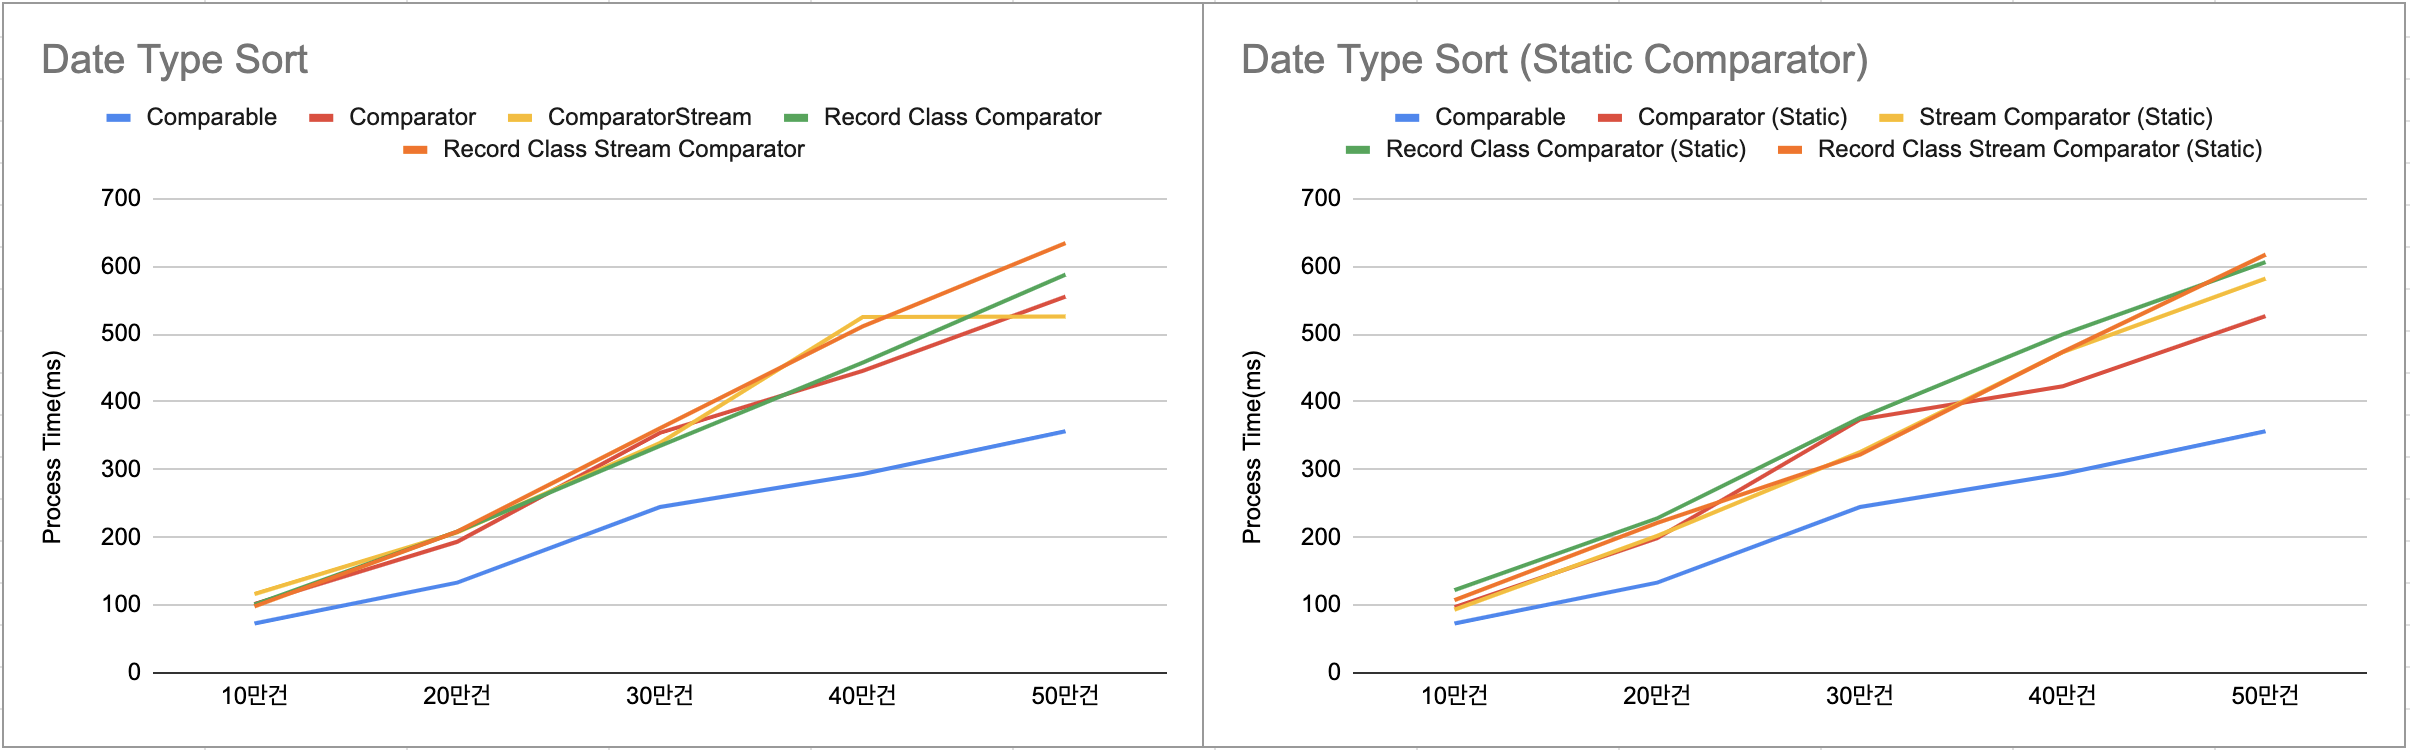 Date Type Sort
Comparable Comparator ComparatorStream Record Class Comparator
Record Class Stream Comparator
Process Time(ms)
700
600
500
400
300
200
100
0
10만건 20만건 30만건 40만건 50만건
Date Type Sort (Static Comparator)
Comparable Comparator (Static) Stream Comparator (Static)
Record Class Comparator (Static) Record Class Stream Comparator (Static)
Process Time(ms)
700
600
500
400
300
200
100
0
10만건 20만건 30만건 40만건 50만건